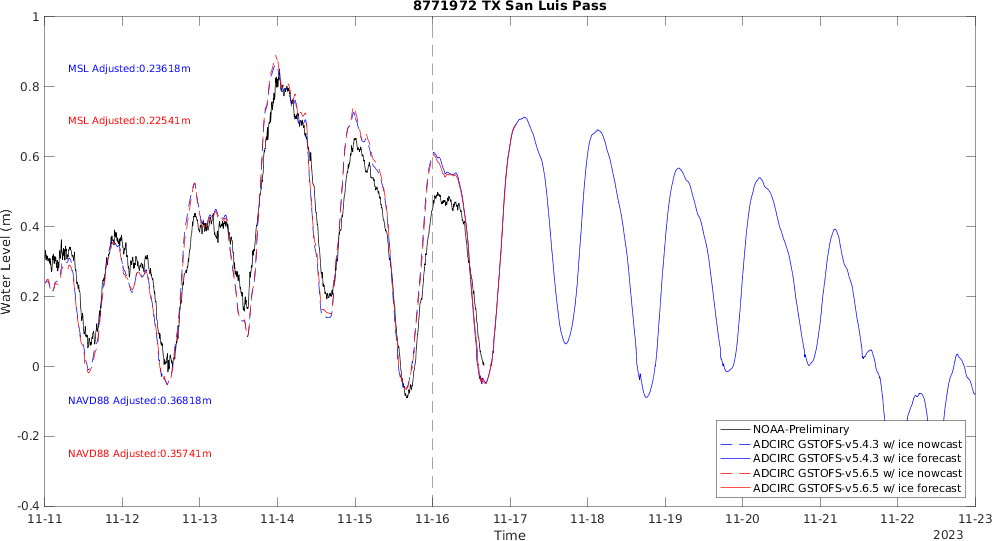 8771972 TX San Luis Pass
1
0.8
0.6
0.4
0.2
0
-0.2
-0.4
Water Level (m)
MSL Adjusted:0.23618m
MSL Adjusted:0.22541m
NAVD88 Adjusted:0.36818m
NAVD88 Adjusted:0.35741m
NOAA-Preliminary
ADCIRC GSTOFS-v5.4.3 w/ ice nowcast
ADCIRC GSTOFS-v5.4.3 w/ ice forecast
ADCIRC GSTOFS-v5.6.5 w/ ice nowcast
ADCIRC GSTOFS-v5.6.5 w/ ice forecast
11-11 11-12 11-13 11-14 11-15 11-16 11-17 11-18 11-19 11-20 11-21 11-22 11-23
Time
2023